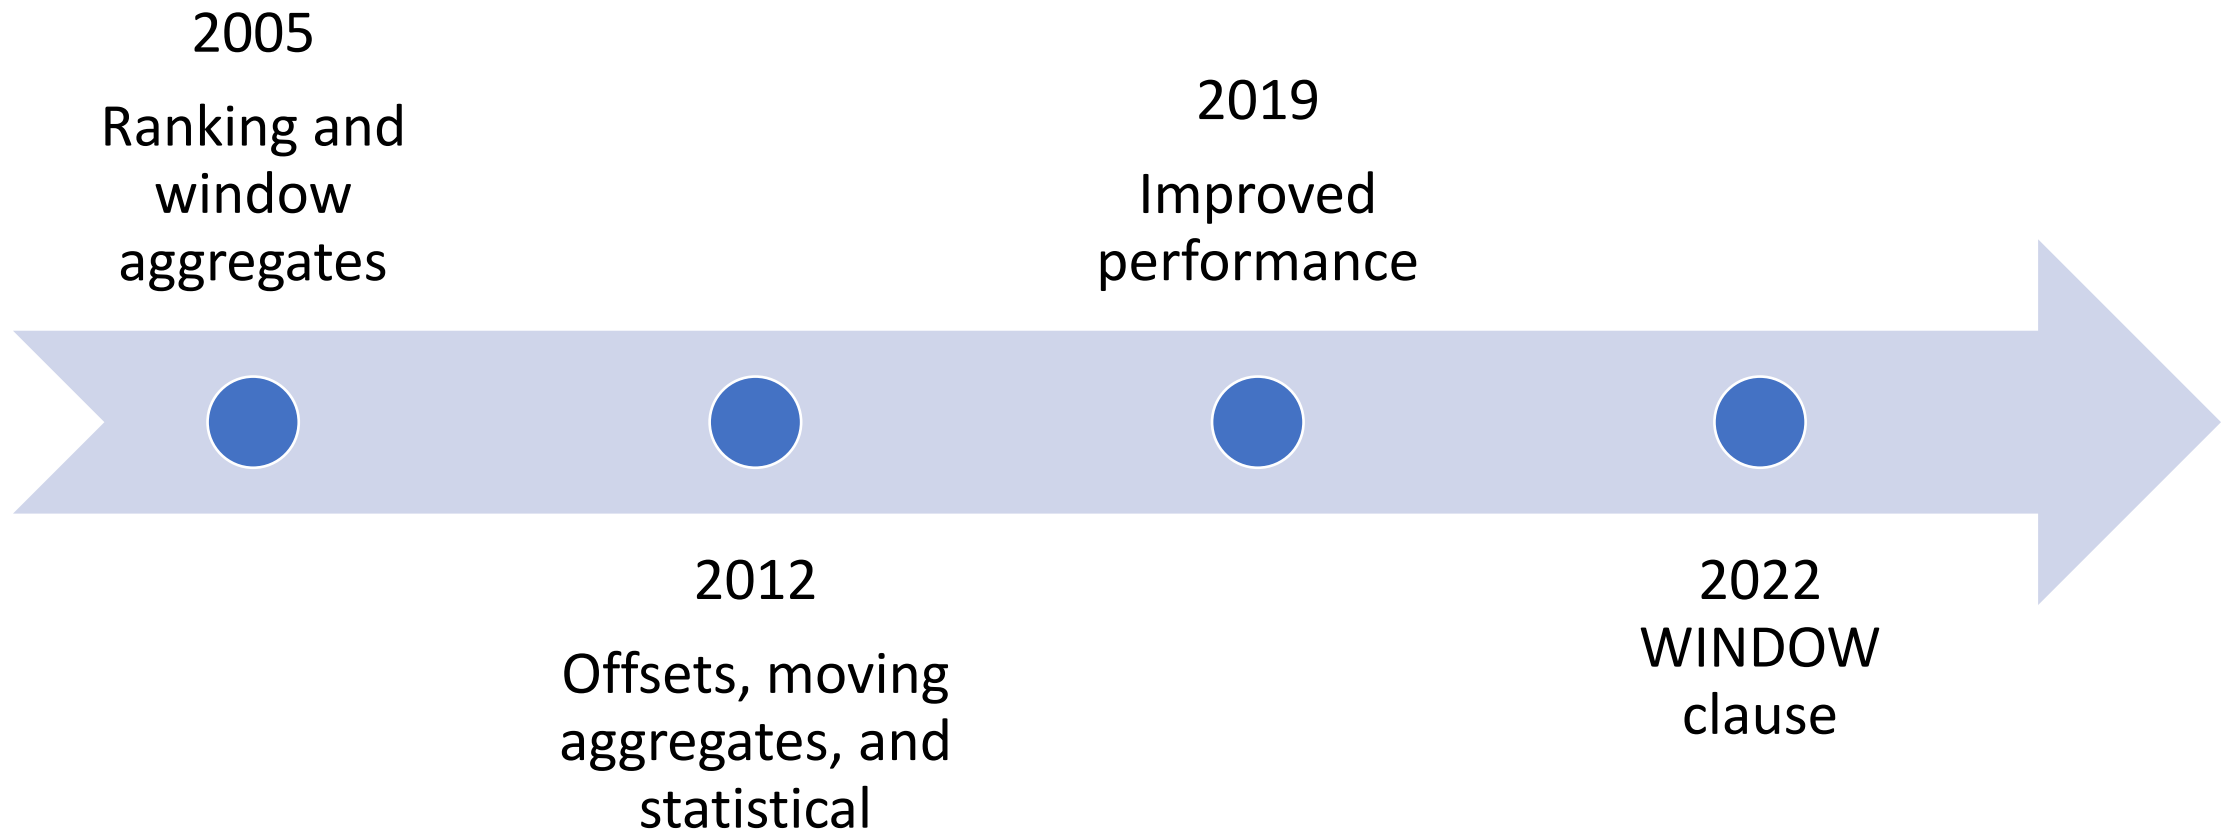 2005
Ranking and
window
aggregates
2012
Offsets, moving
aggregates, and
statistical
2019
Improved
performance
2022
WINDOW
clause